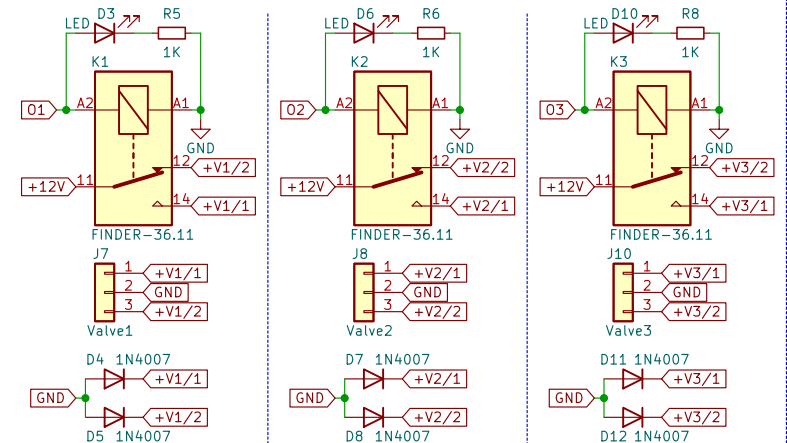 D3 R5
LED
1K
K1
O1 A2 A1
GND
12 +V1/2
+12V 11
14 +V1/1
FINDER-36.11
J7
1 +V1/1
2 GND
3 +V1/2
Valve1
D4 1N4007
+V1/1
GND
+V1/2
D5 1N4007
D6 R6
LED
1K
K2
O2 A2 A1
GND
12 +V2/2
+12V 11
14 +V2/1
FINDER-36.11
J8
1 +V2/1
2 GND
3 +V2/2
Valve2
D7 1N4007
+V2/1
GND
+V2/2
D8 1N4007
D10 R8
LED
1K
K3
O3 A2 A1
GND
12 +V3/2
+12V 11
14 +V3/1
FINDER-36.11
J10
1 +V3/1
2 GND
3 +V3/2
Valve3
D11 1N4007
+V3/1
GND
+V3/2
D12 1N4007